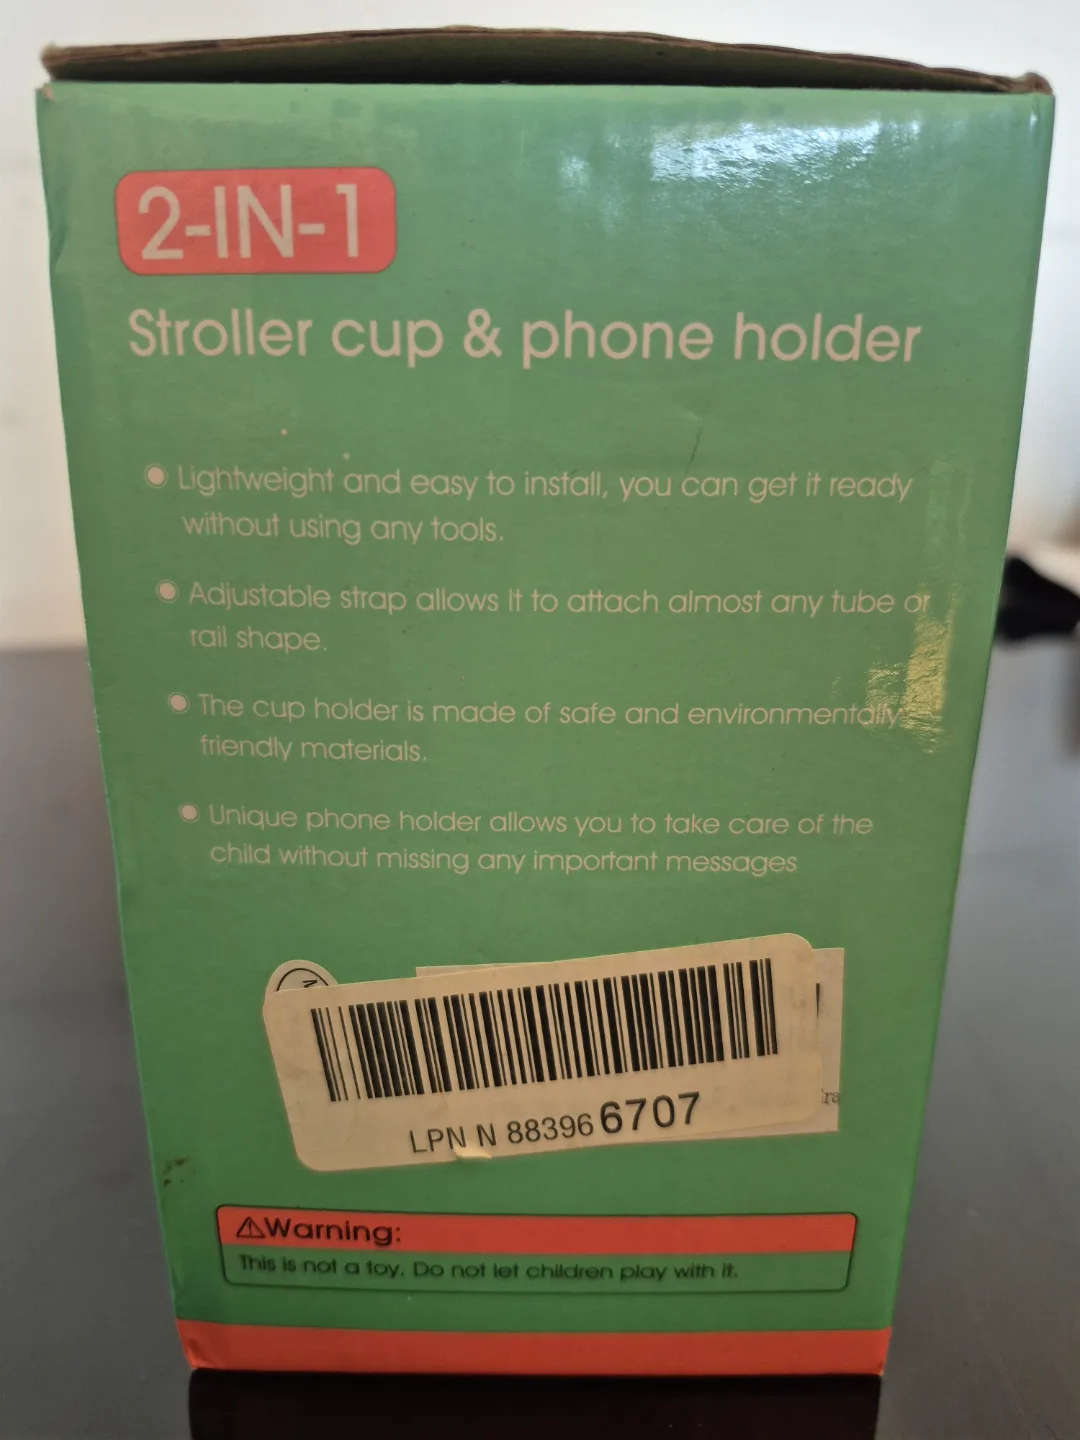 2-IN-1
Stroller cup & phone holder
Lightweight and easy to install, you can get it ready
without using any tools.
Adjustable strap allows it to attach almost any tube or
rail shape.
The cup holder is made of safe and environmentally
friendly materials.
Unique phone holder allows you to take care of the
child without missing any important messages
LPN N 883966707
⚠Warning:
This is not a toy. Do not let children play with it.